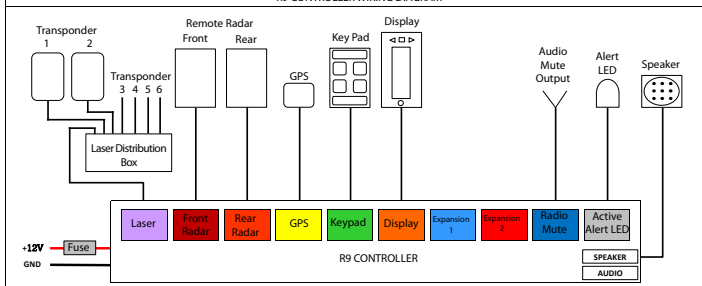 Transponder
1 2
Transponder
3 4 5 6
Laser Distribution
Box
Remote Radar
Front Rear
GPS
Key Pad
Display
Audio
Mute
Output
Alert
LED
Speaker
Laser
Front
Radar
Rear
Radar
GPS
Keypad
Display
Expansion
1
Expansion
2
Radio
Mute
Active
Alert LED
+12V
Fuse
GND
R9 CONTROLLER
SPEAKER
AUDIO